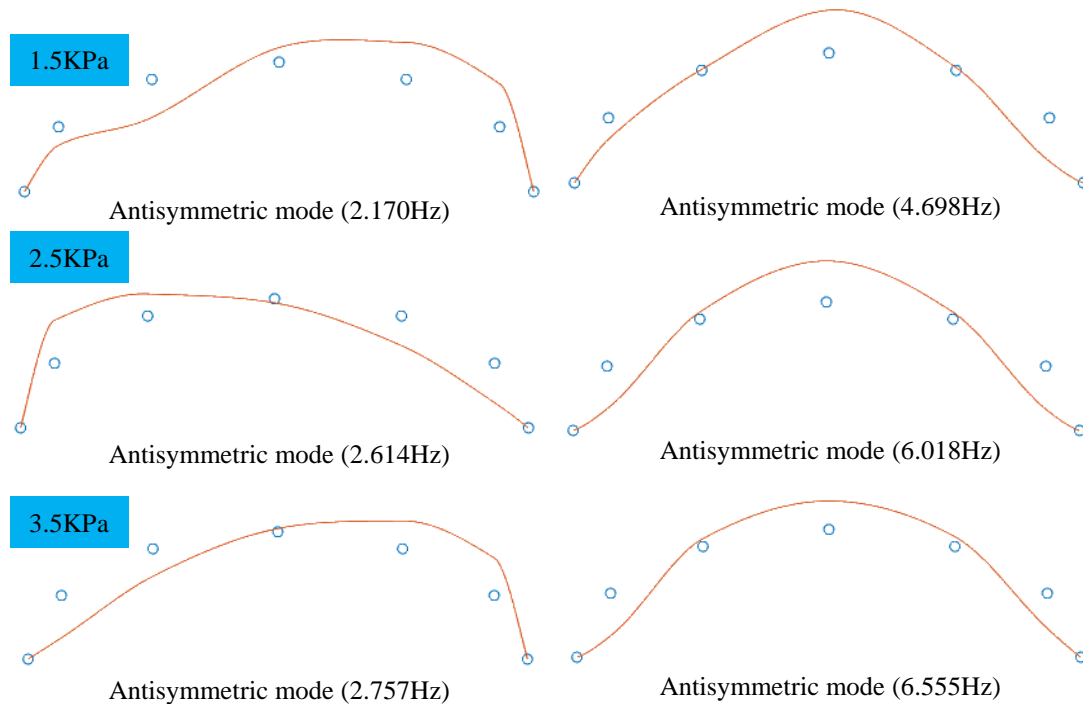 1.5KPa
Antisymmetric mode (2.170Hz)
Antisymmetric mode (4.698Hz)
2.5KPa
Antisymmetric mode (2.614Hz)
Antisymmetric mode (6.018Hz)
3.5KPa
Antisymmetric mode (2.757Hz)
Antisymmetric mode (6.555Hz)